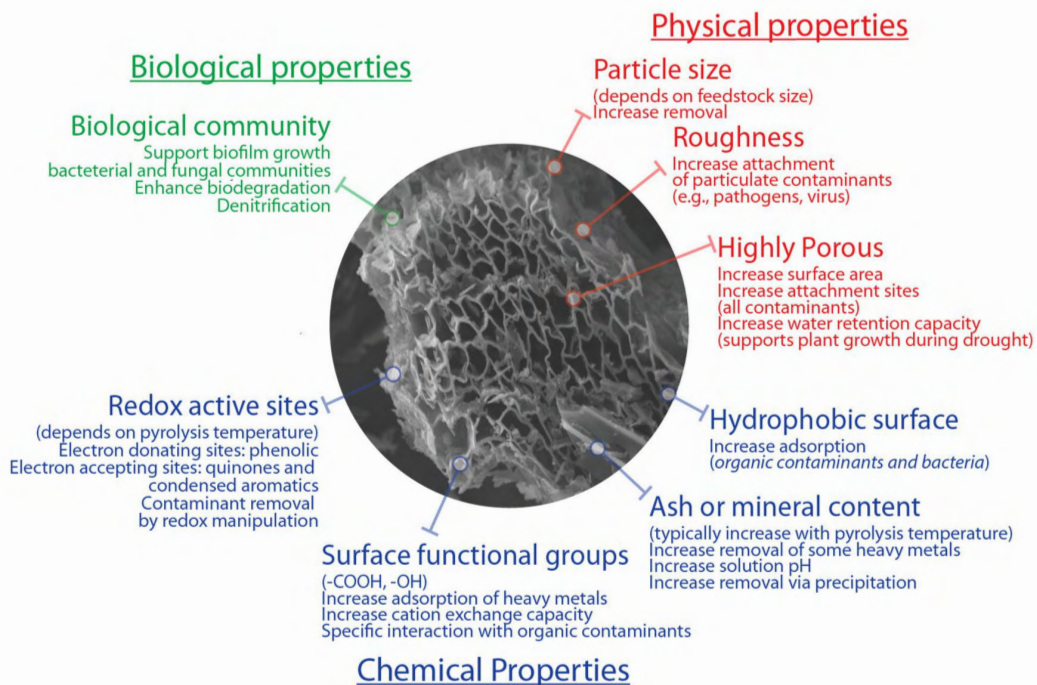 Physical properties
Particle size
(depends on feedstock size)
Increase removal
Roughness
Increase attachment
of particulate contaminants
(e.g., pathogens, virus)
Highly Porous
Increase surface area
Increase attachment sites
(all contaminants)
Increase water retention capacity
(supports plant growth during drought)
Biological properties
Biological community
Support biofilm growth
bacteterial and fungal communities
Enhance biodegradation
Denitrification
Redox active sites
(depends on pyrolysis temperature)
Electron donating sites: phenolic
Electron accepting sites: quinones and
condensed aromatics
Contaminant removal
by redox manipulation
Hydrophobic surface
Increase adsorption
(organic contaminants and bacteria)
Ash or mineral content
(typically increase with pyrolysis temperature)
Increase removal of some heavy metals
Increase solution pH
Increase removal via precipitation
Surface functional groups
(-COOH, -OH)
Increase adsorption of heavy metals
Increase cation exchange capacity
Specific interaction with organic contaminants
Chemical Properties